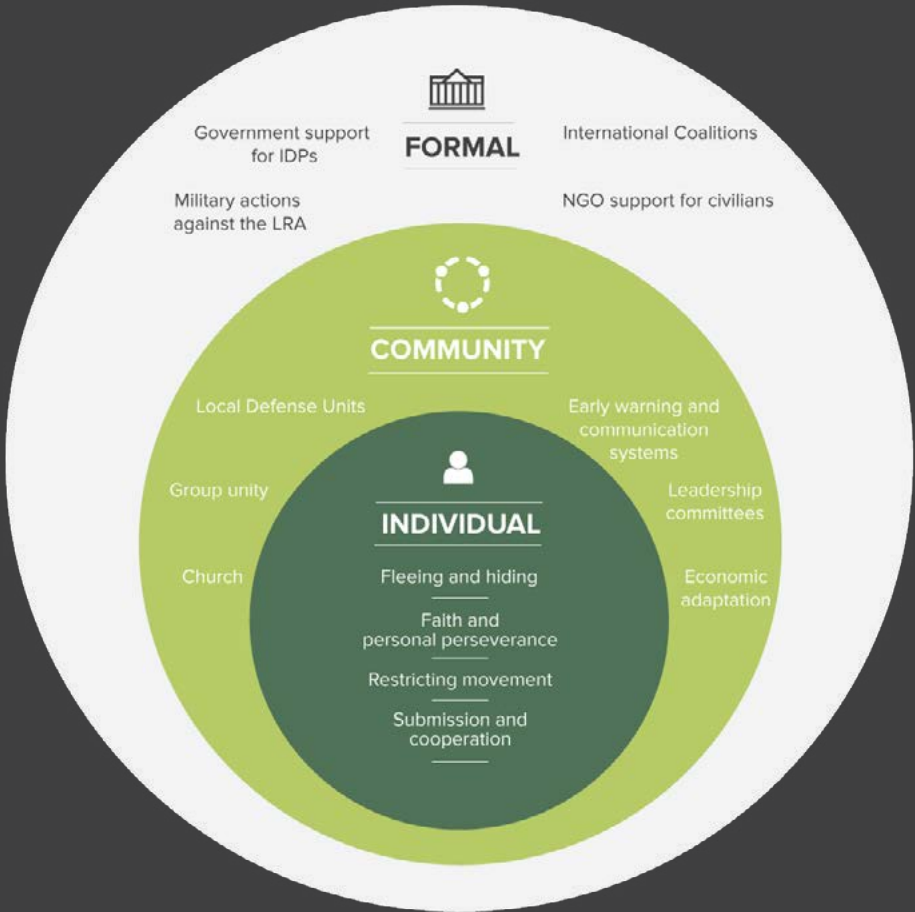 FORMAL
Government support
for IDPs
Military actions
against the LRA
International Coalitions
NGO support for civilians
COMMUNITY
Local Defense Units
Group unity
Church
Early warning and
communication
systems
Leadership
committees
Economic
adaptation
INDIVIDUAL
Fleeing and hiding
Faith and
personal perseverance
Restricting movement
Submission and
cooperation